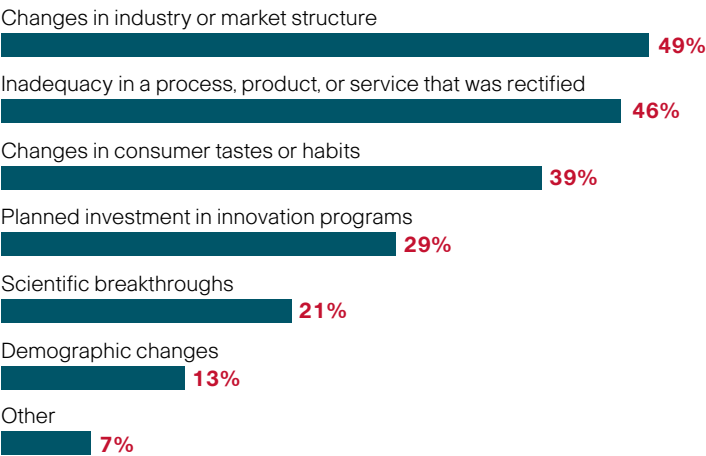 Changes in industry or market structure
49%
Inadequacy in a process, product, or service that was rectified
46%
Changes in consumer tastes or habits
39%
Planned investment in innovation programs
29%
Scientific breakthroughs
21%
Demographic changes
13%
Other
7%